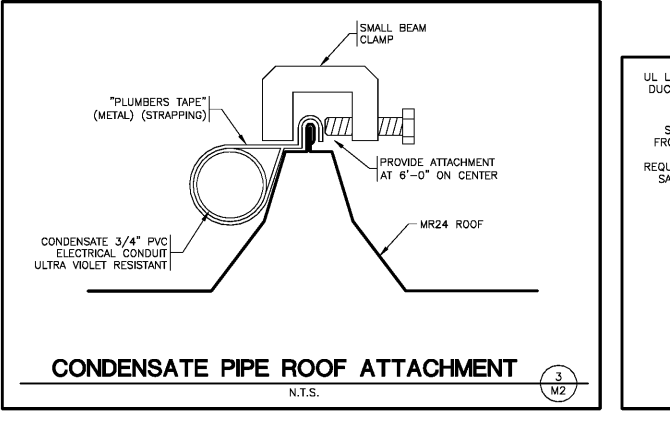 SMALL BEAM
CLAMP
"PLUMBERS TAPE"
(METAL) (STRAPPING)
PROVIDE ATTACHMENT
AT 6'-0" ON CENTER
MR24 ROOF
CONDENSATE 3/4" PVC
ELECTRICAL CONDUIT
ULTRA VIOLET RESISTANT
CONDENSATE PIPE ROOF ATTACHMENT
N.T.S.
3
M2
UL L
DUC
S
FRO
REQU
SA